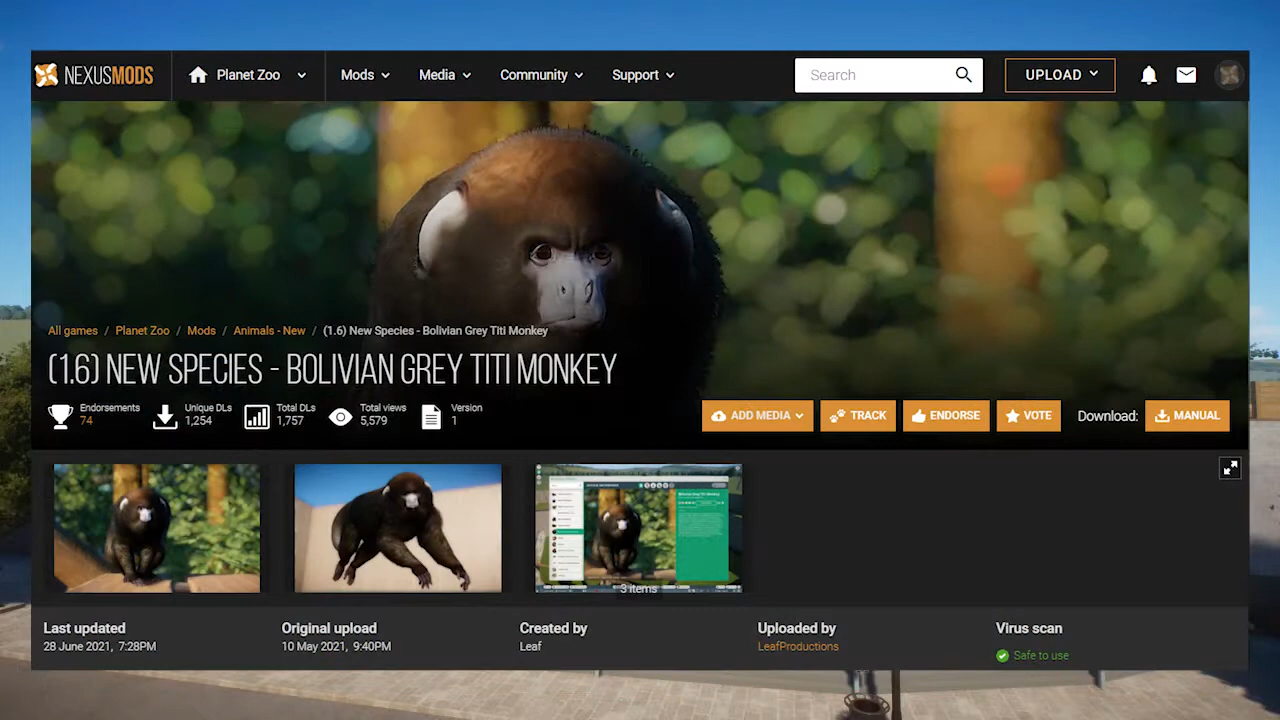 NEXUSMODS
Planet Zoo
Mods
Media
Community
Support
Search
UPLOAD
All games / Planet Zoo / Mods / Animals - New / (1.6) New Species - Bolivian Grey Titi Monkey
(1.6) NEW SPECIES - BOLIVIAN GREY TITI MONKEY
Endorsements
74
Unique DLs
1,254
Total DLs
1,757
Total views
5,579
Version
1
ADD MEDIA
TRACK
ENDORSE
VOTE
Download:
MANUAL
3 items
Last updated
28 June 2021, 7:28PM
Original upload
10 May 2021, 9:40PM
Created by
Leaf
Uploaded by
LeafProductions
Virus scan
Safe to use